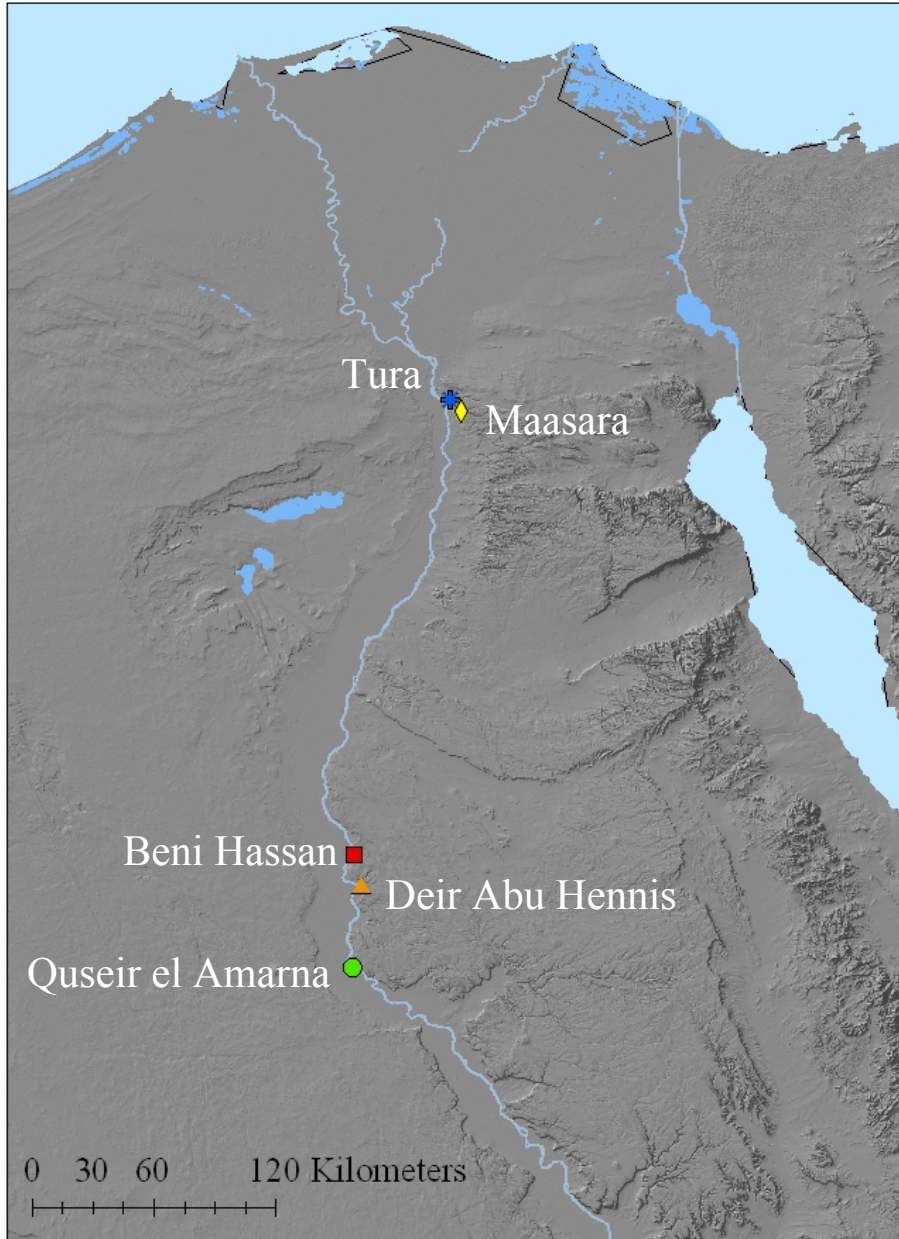 Tura
Maasara
Beni Hassan
Deir Abu Hennis
Quseir el Amarna
0 30 60 120 Kilometers